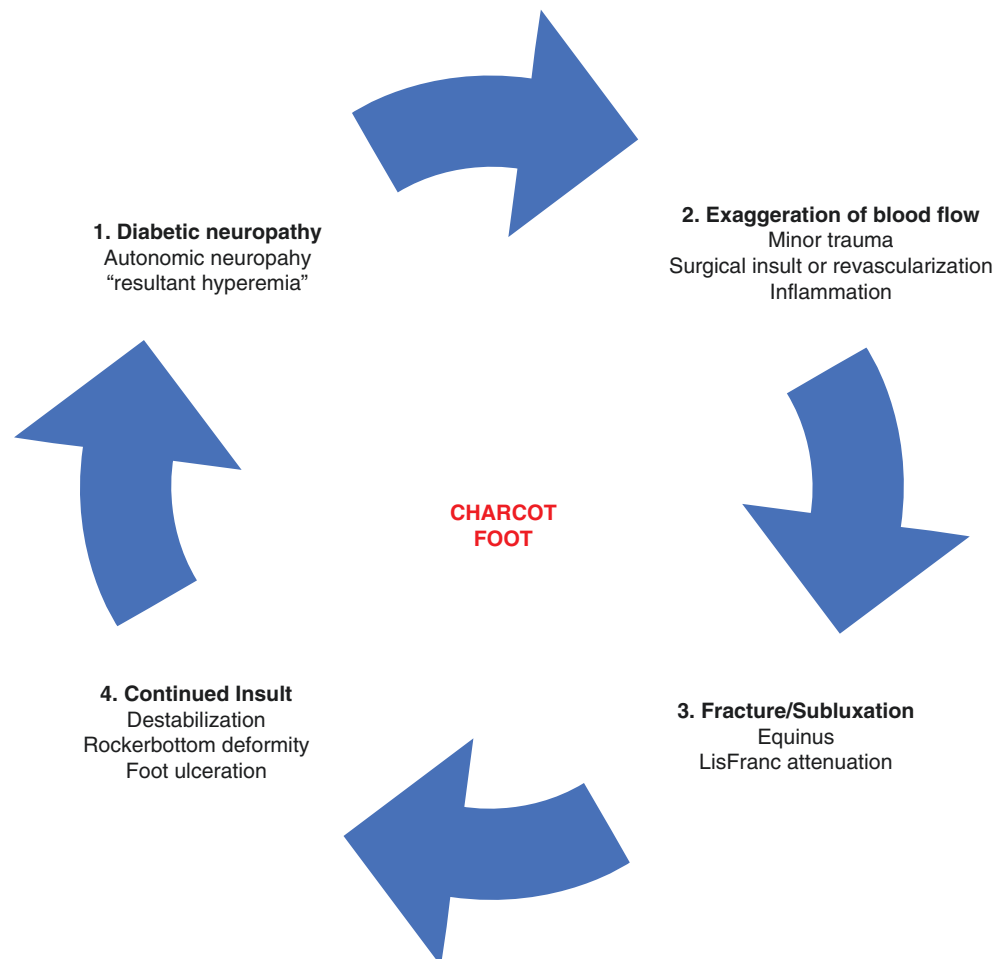 1. Diabetic neuropathy
Autonomic neuropahy
“resultant hyperemia”
2. Exaggeration of blood flow
Minor trauma
Surgical insult or revascularization
Inflammation
CHARCOT
FOOT
3. Fracture/Subluxation
Equinus
LisFranc attenuation
4. Continued Insult
Destabilization
Rockerbottom deformity
Foot ulceration